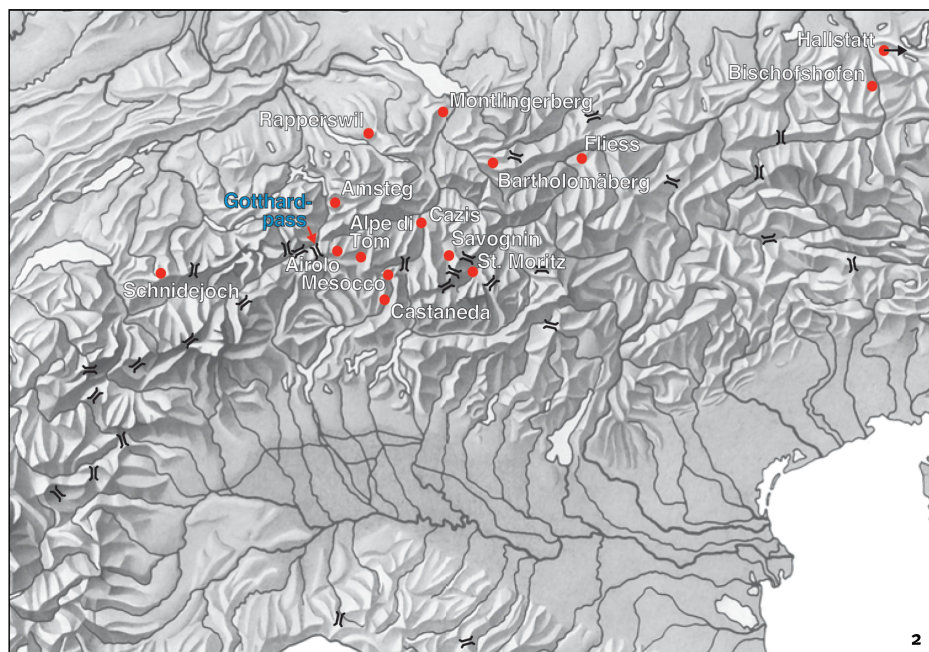 Hallstatt
Bischofshofen
Montlingerberg
Rapperswil
Fliess
Bartholomäberg
Amsteg
Gotthard-
pass
Alpe di
Tom
Cazis
Savognin
Airolo
St. Moritz
Mesocco
Schnidejoch
Castaneda
2